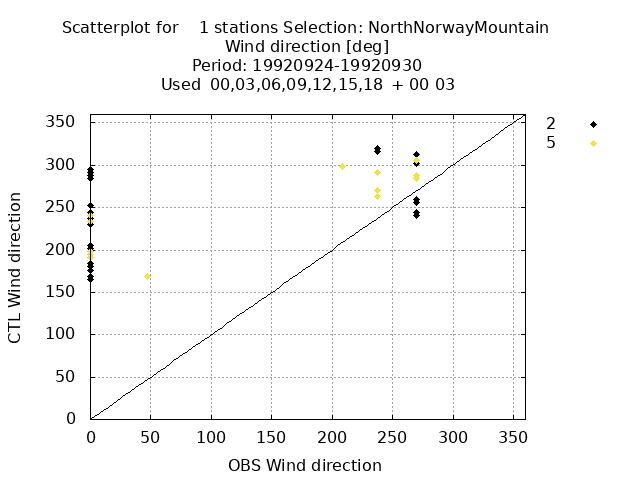 Scatterplot for 1 stations Selection: NorthNorwayMountain
Wind direction [deg]
Period: 19920924-19920930
Used 00,03,06,09,12,15,18 + 00 03
2
5
350
300
250
200
150
100
50
0
CTL Wind direction
0 50 100 150 200 250 300 350
OBS Wind direction